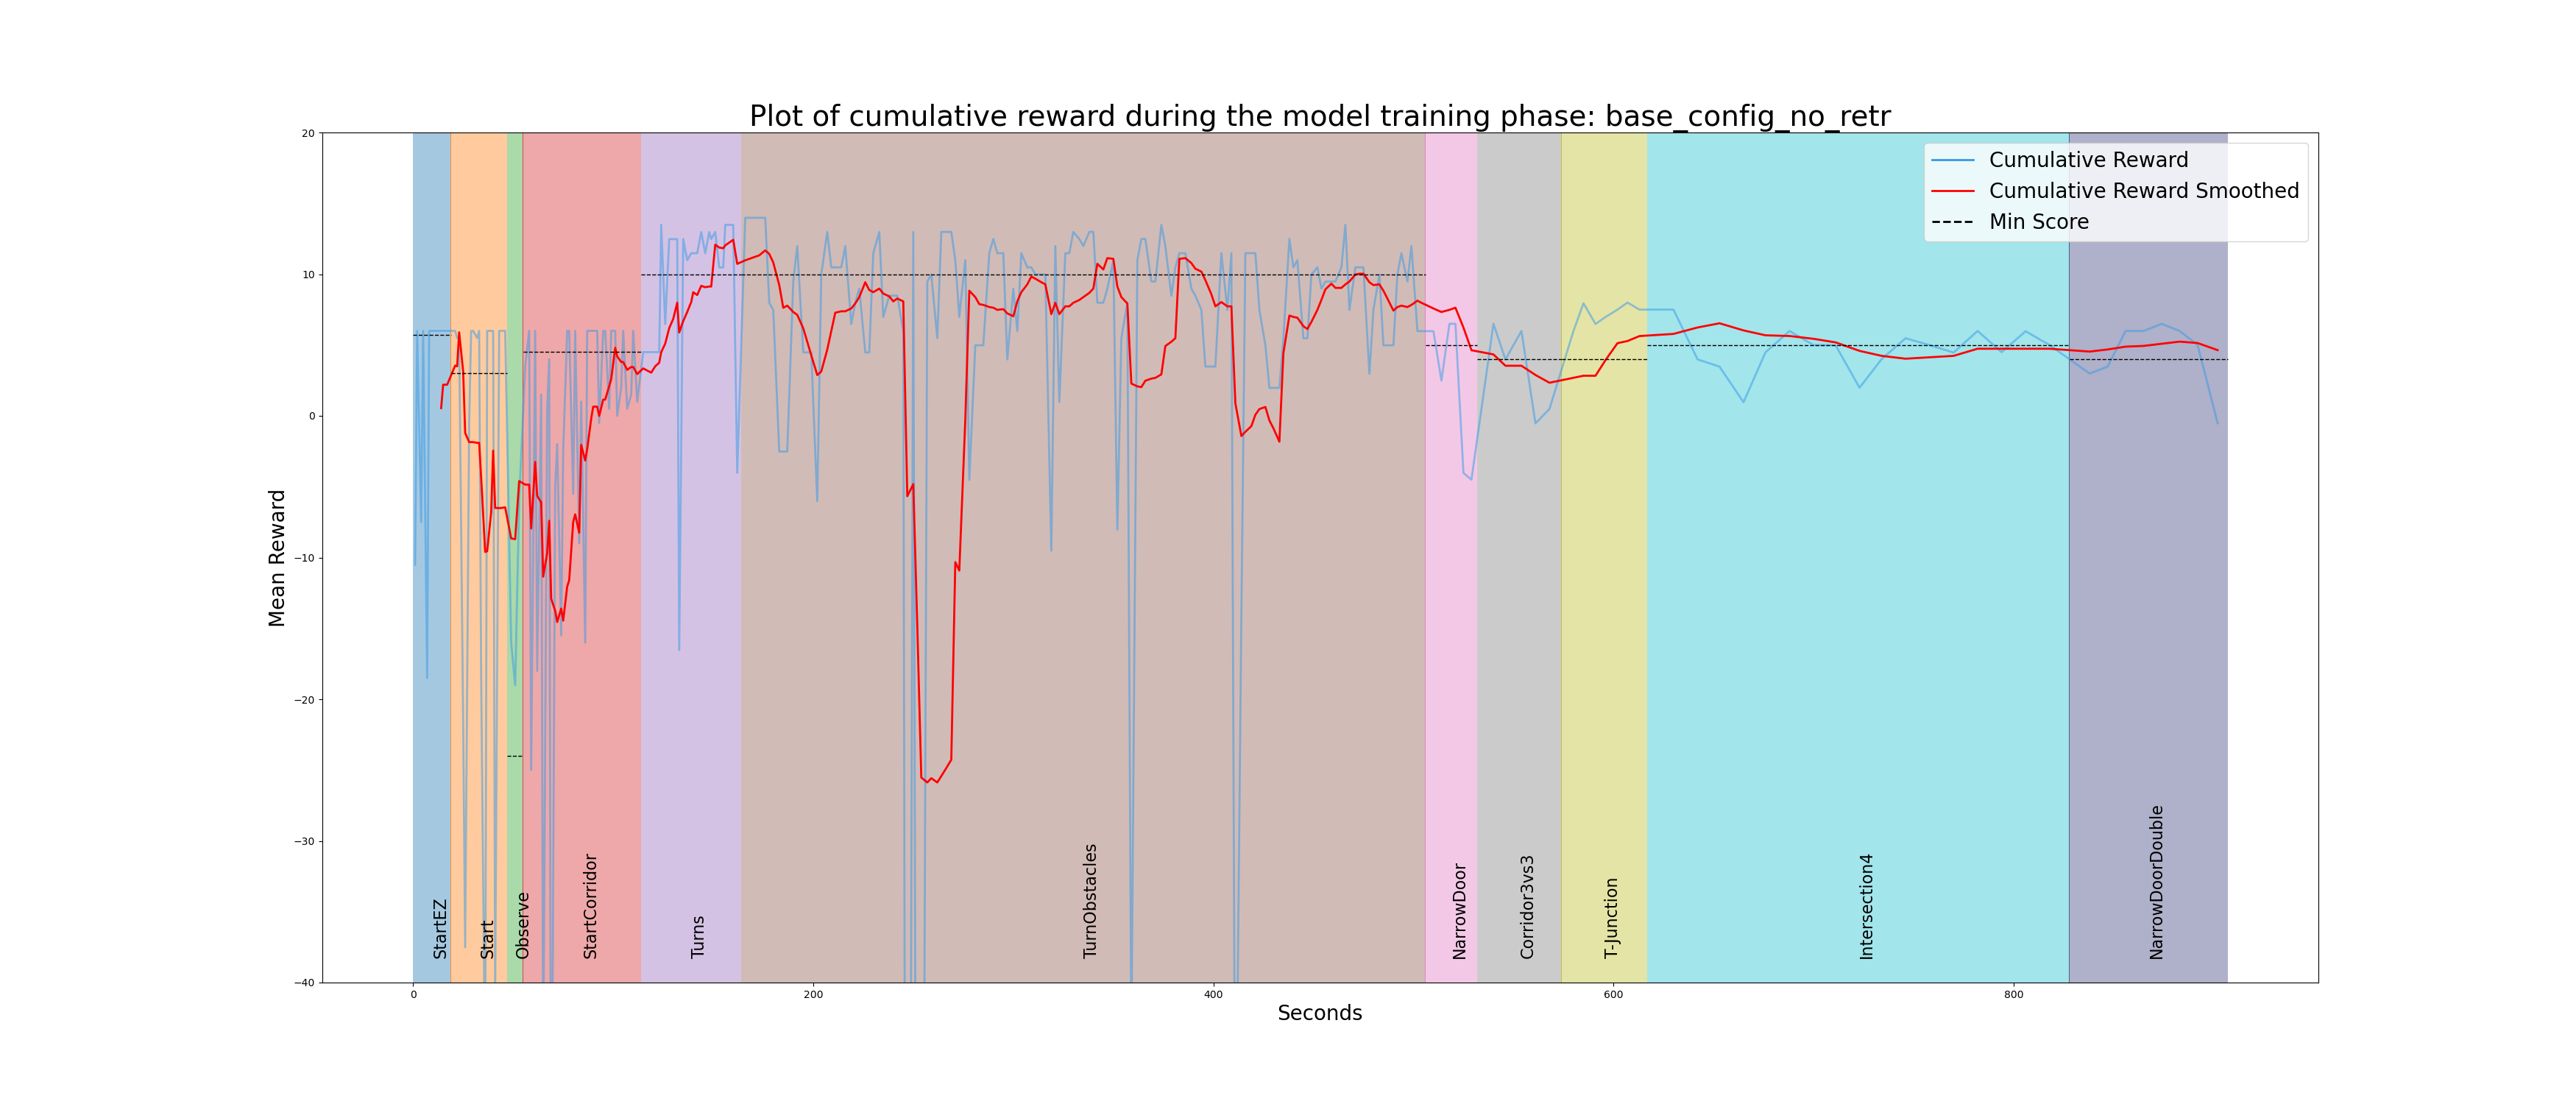 Plot of cumulative reward during the model training phase: base_config_no_retr
Cumulative Reward
Cumulative Reward Smoothed
Min Score
Mean Reward
20
10
0
−10
−20
−30
−40
StartEZ
Start
Observe
StartCorridor
Turns
TurnObstacles
NarrowDoor
Corridor3vs3
T-Junction
Intersection4
NarrowDoorDouble
0
200
400
600
800
Seconds